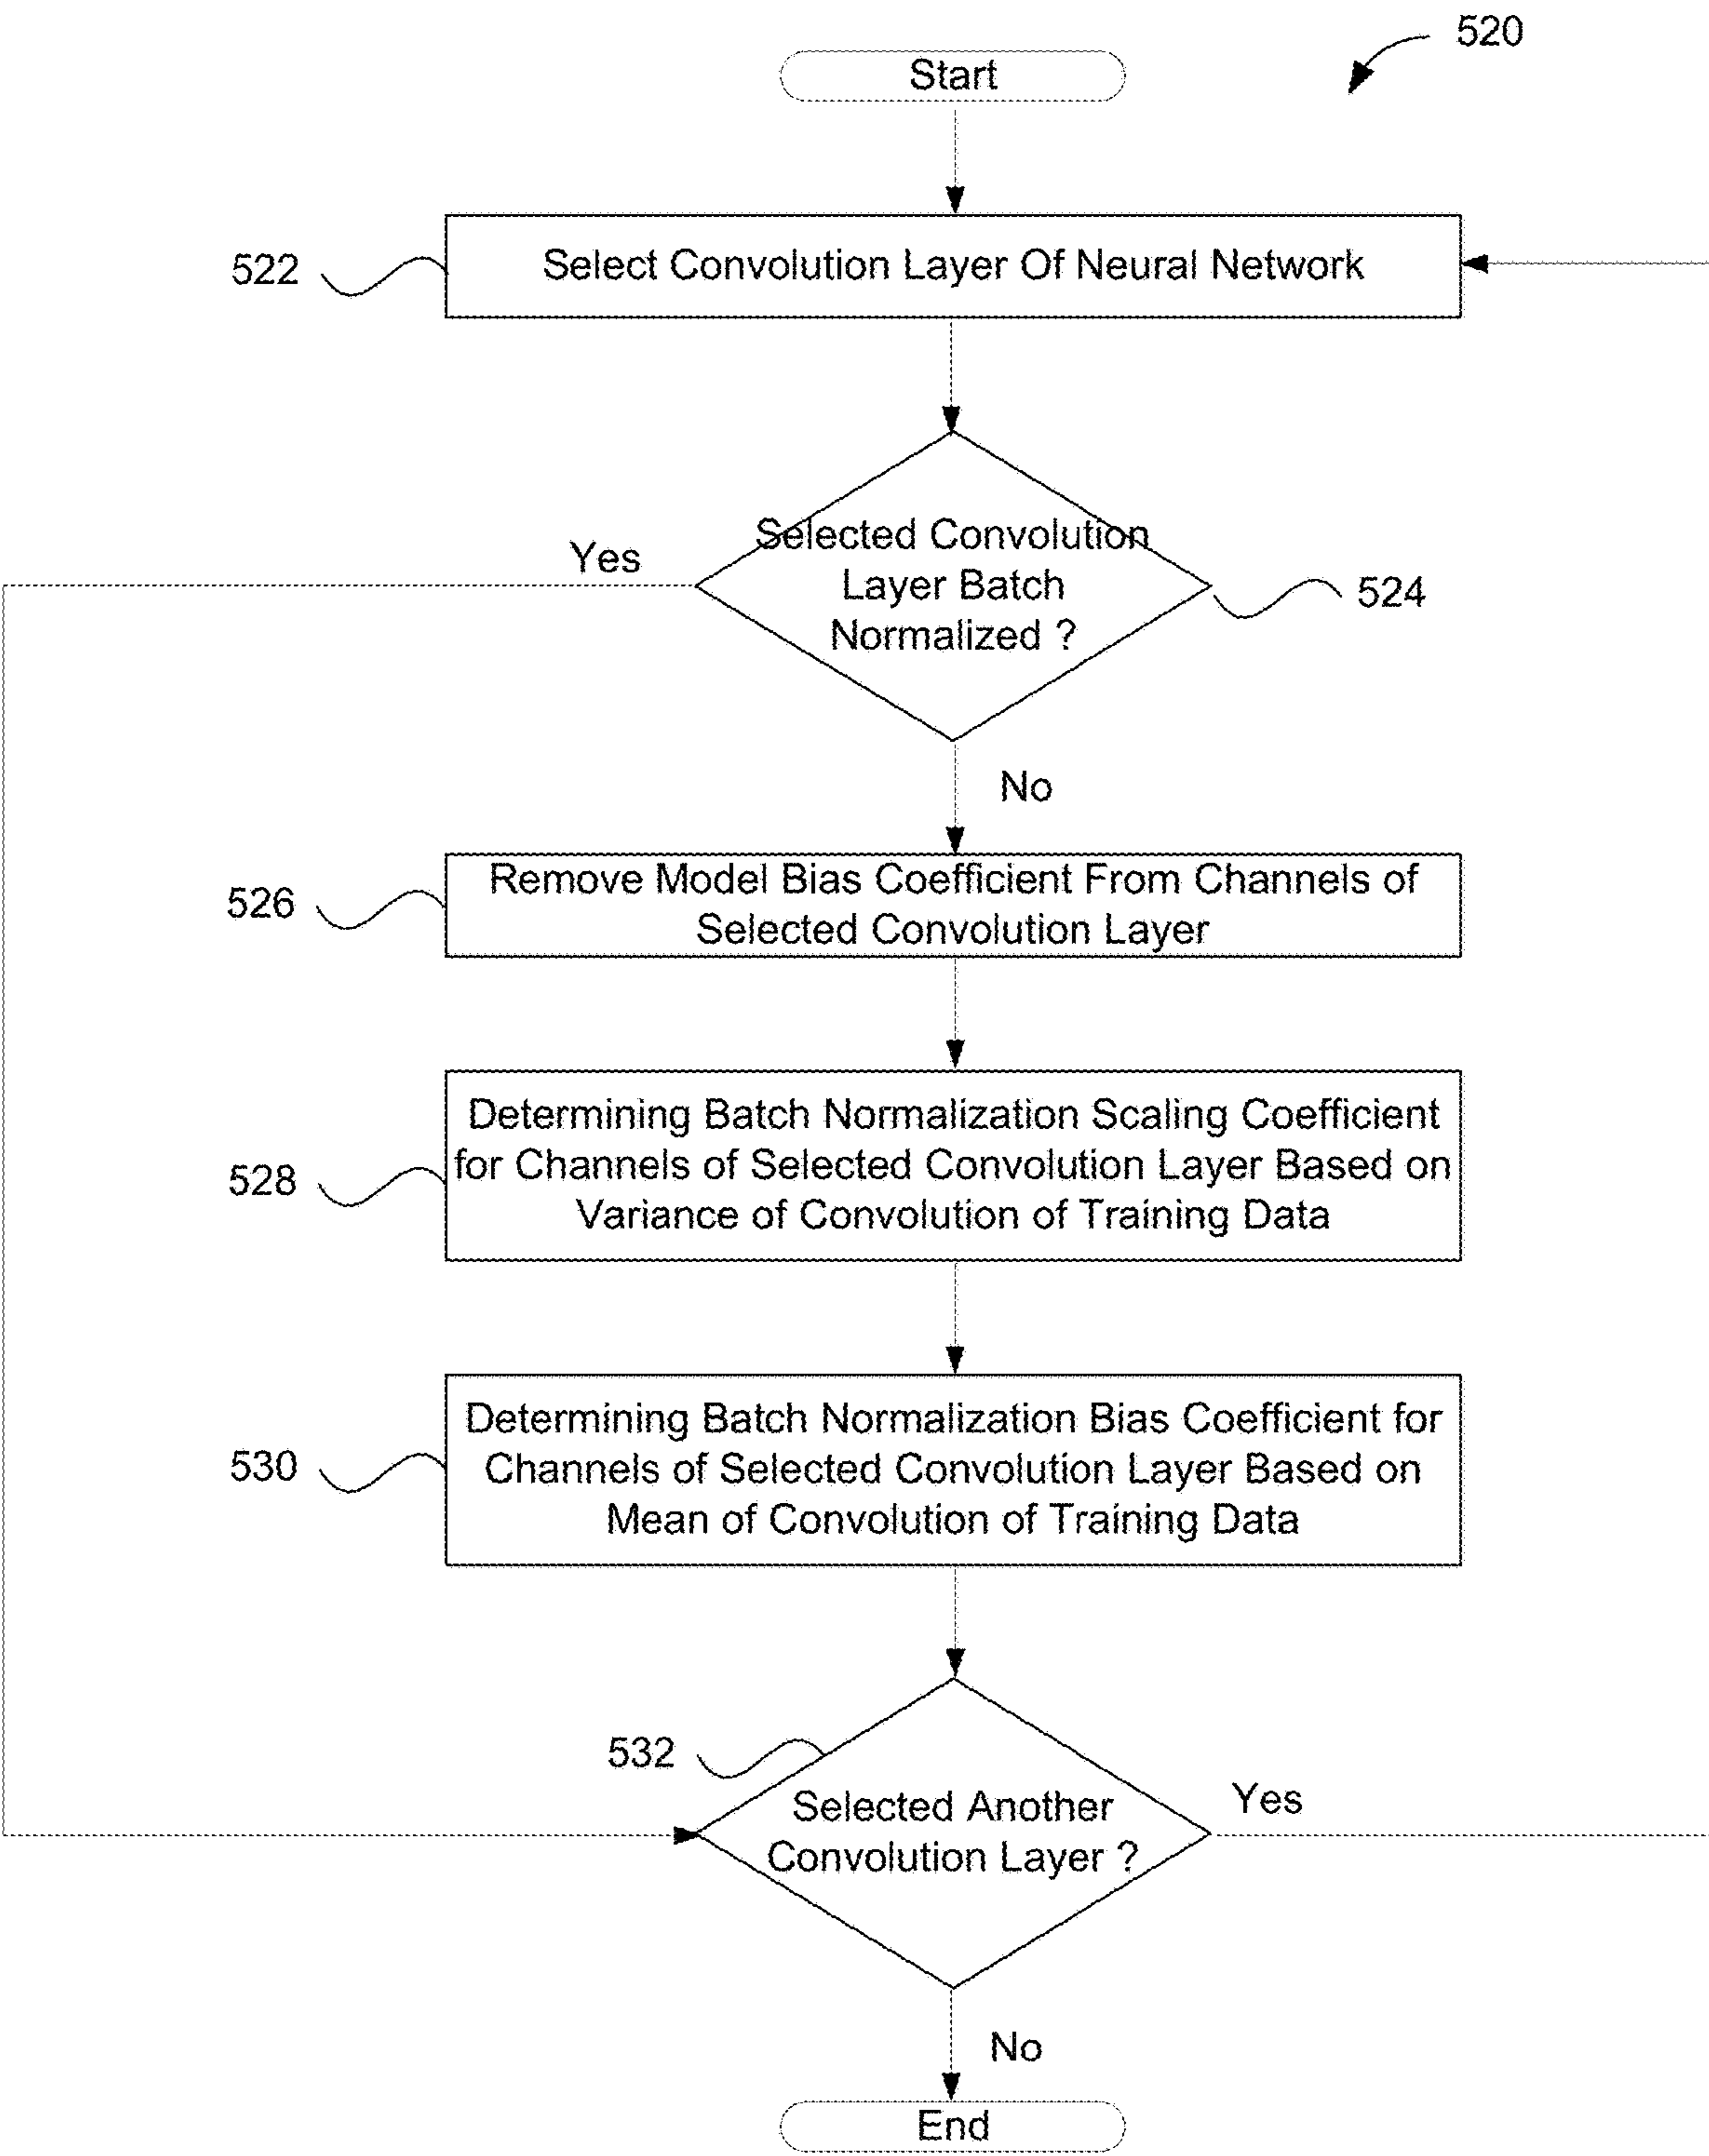 520
Start
522
Select Convolution Layer Of Neural Network
Yes
Selected Convolution
Layer Batch
Normalized ?
524
No
526
Remove Model Bias Coefficient From Channels of
Selected Convolution Layer
528
Determining Batch Normalization Scaling Coefficient
for Channels of Selected Convolution Layer Based on
Variance of Convolution of Training Data
530
Determining Batch Normalization Bias Coefficient for
Channels of Selected Convolution Layer Based on
Mean of Convolution of Training Data
532
Selected Another
Convolution Layer ?
Yes
No
End